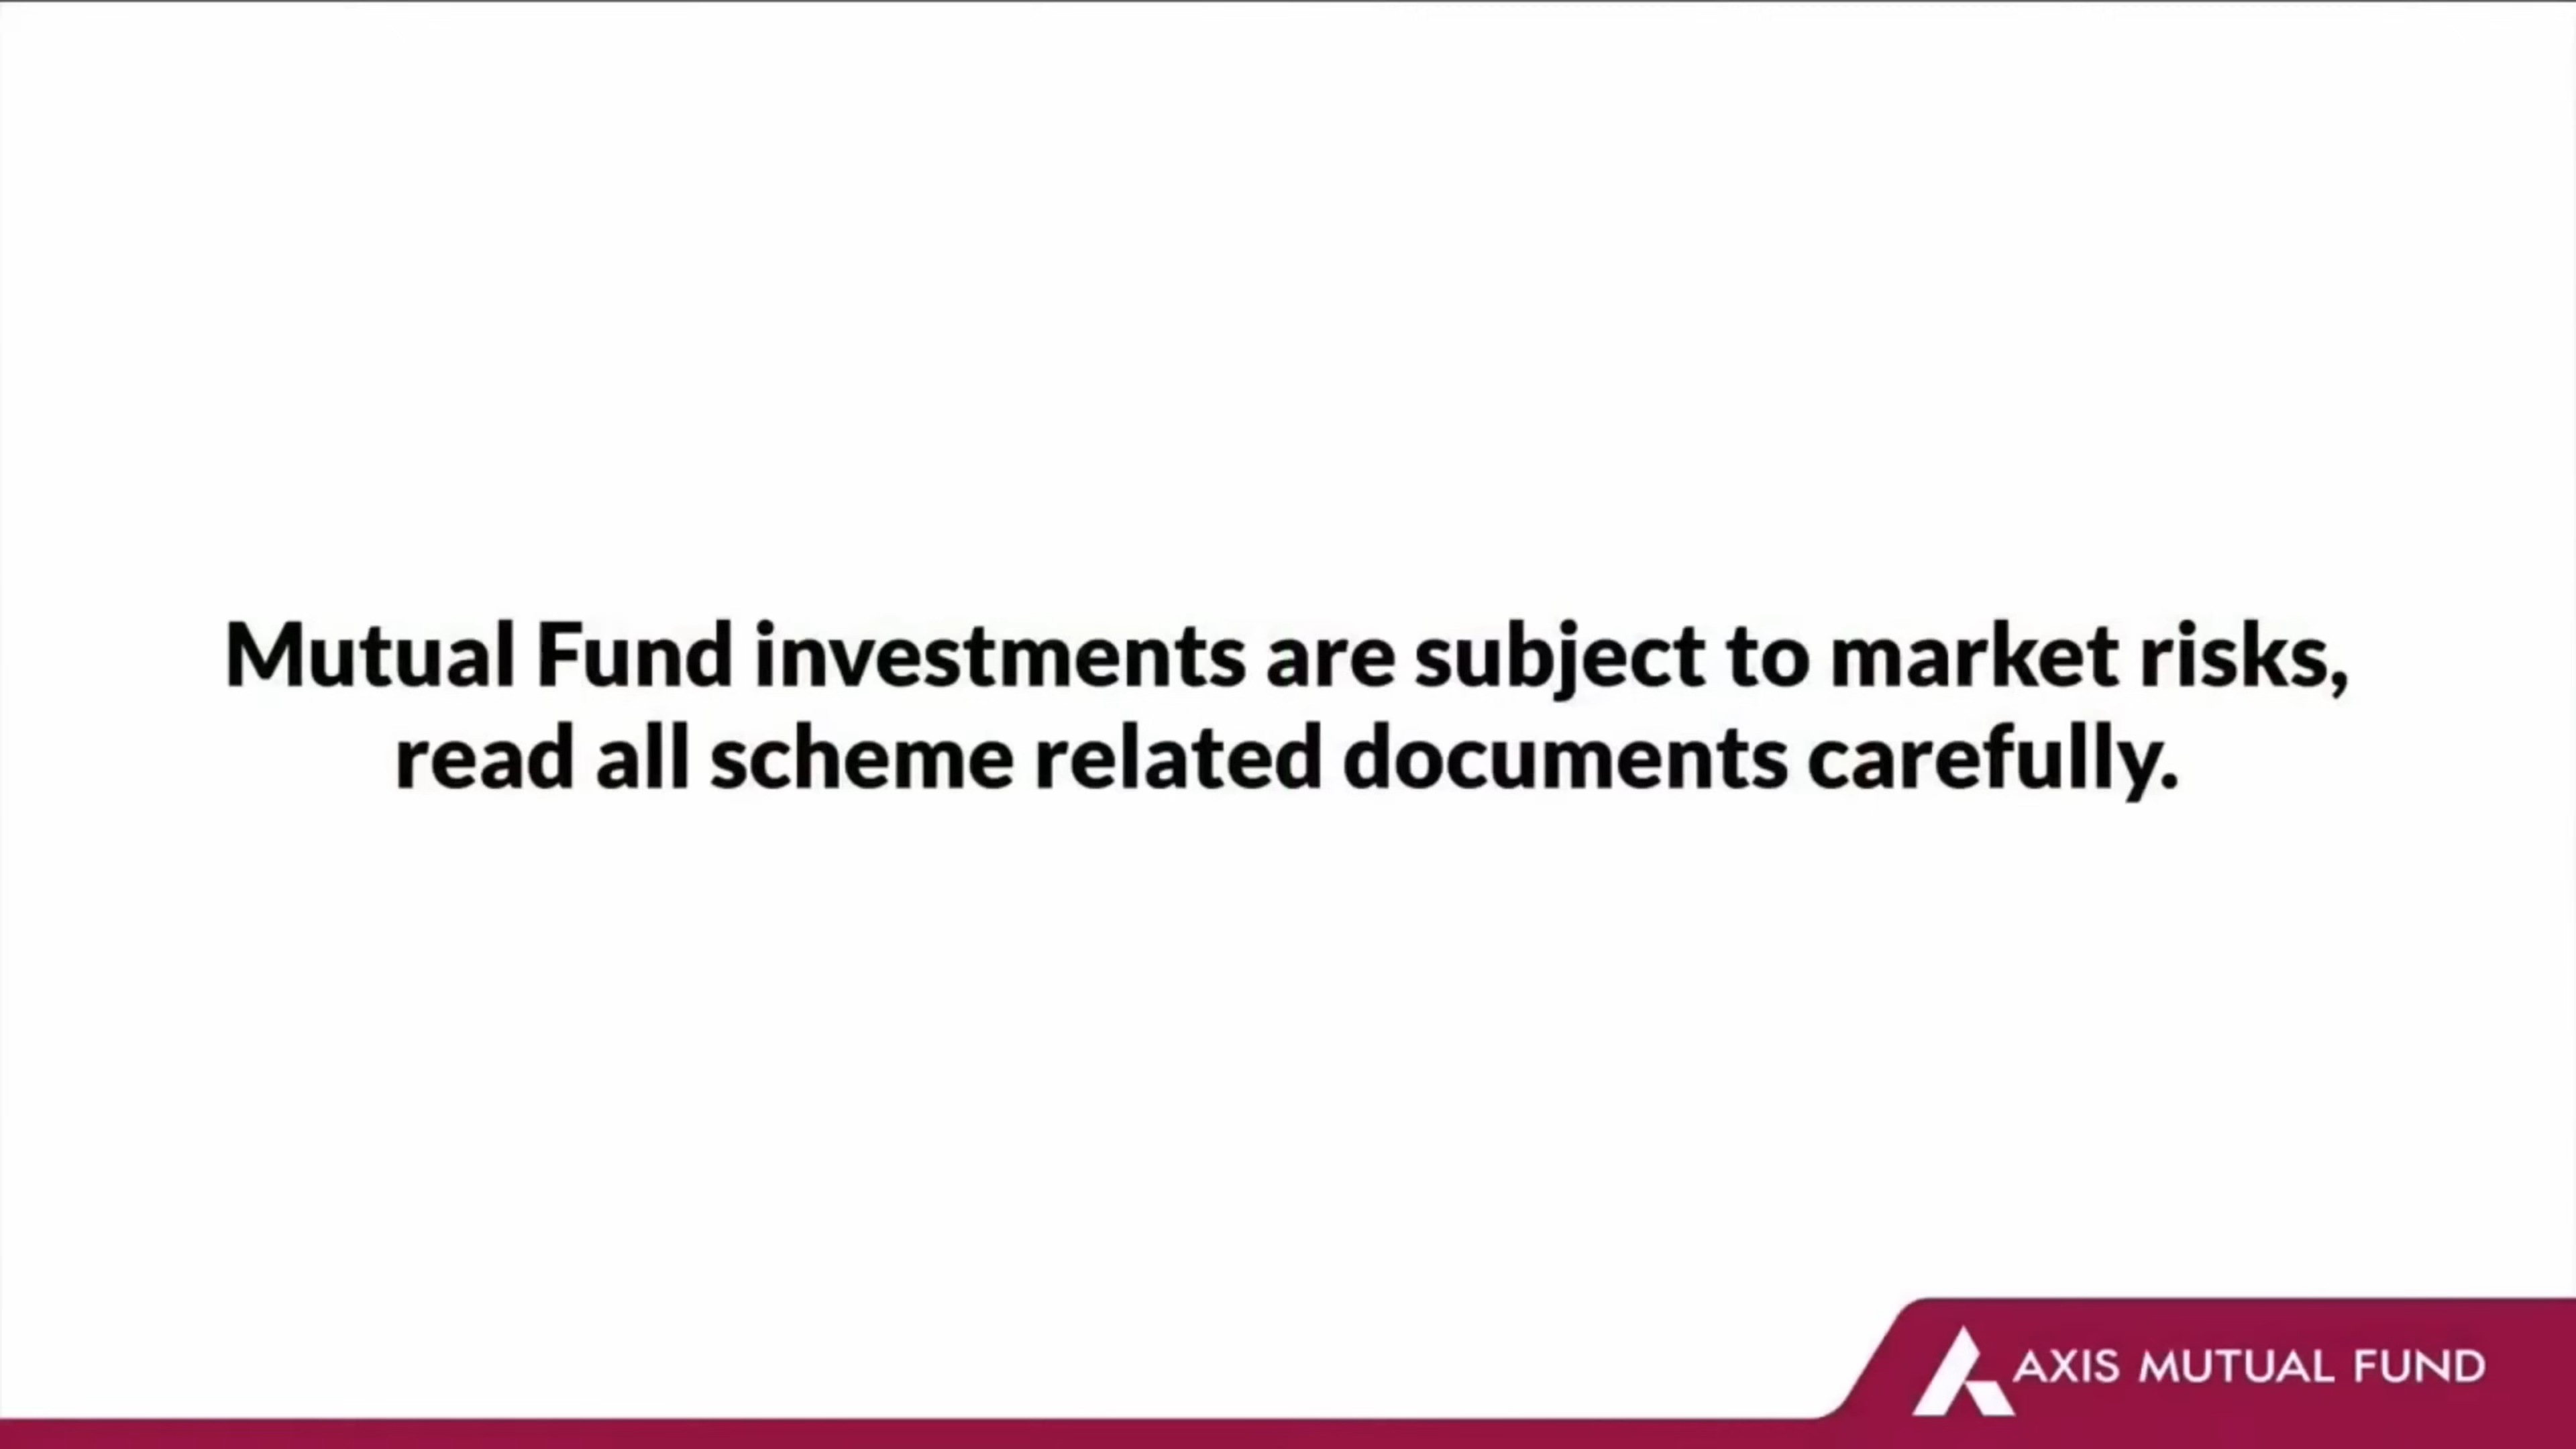 Mutual Fund investments are subject to market risks,
read all scheme related documents carefully.
AXIS MUTUAL FUND